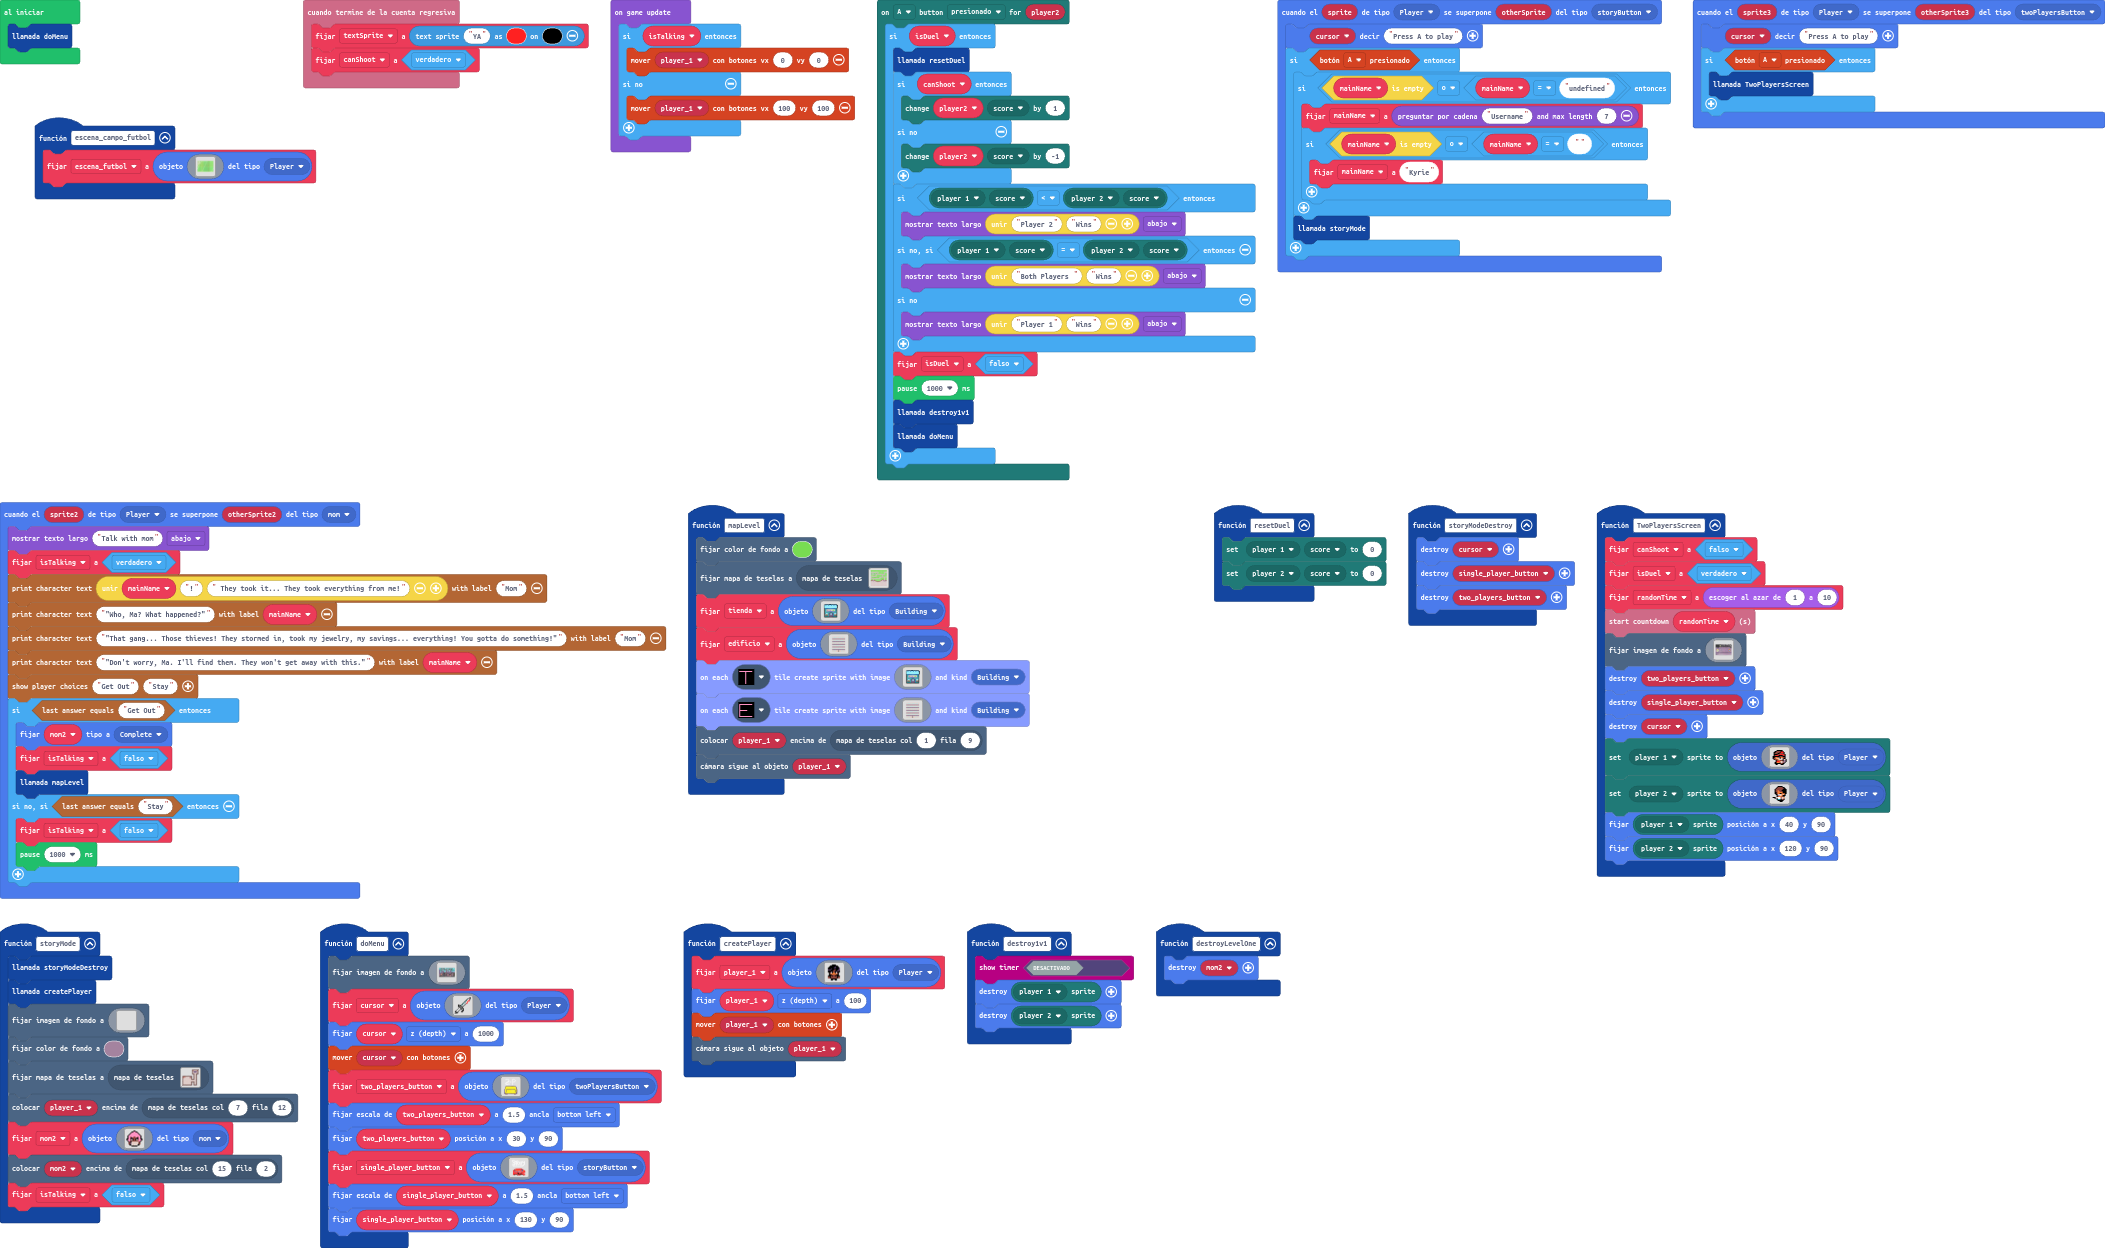 al iniciar
llamada doMenu
función escena_campo_futbol
fijar escena_futbol a objeto del tipo Player
cuando termine de la cuenta regresiva
fijar textSprite a text sprite "YA" as on
fijar canShoot a verdadero
on game update
si isTalking entonces
mover player_1 con botones vx 0 vy 0
si no
mover player_1 con botones vx 100 vy 100
on A button presionado for player2
si isDuel entonces
llamada resetDuel
si canShoot entonces
change player2 score by 1
si no
change player2 score by -1
si player 1 score < player 2 score entonces
mostrar texto largo unir "Player 2" "Wins" abajo
si no, si player 1 score = player 2 score entonces
mostrar texto largo unir "Both Players" "Wins" abajo
si no
mostrar texto largo unir "Player 1" "Wins" abajo
fijar isDuel a falso
pause 1000 ms
llamada destroy1v1
llamada doMenu
cuando el sprite de tipo Player se superpone otherSprite del tipo storyButton
cursor decir "Press A to play"
si botón A presionado entonces
si mainName is empty o mainName = "undefined" entonces
fijar mainName a preguntar por cadena "Username" and max length 7
si mainName is empty o mainName = " " entonces
fijar mainName a "Kyrie"
llamada storyMode
cuando el sprite3 de tipo Player se superpone otherSprite3 del tipo twoPlayersButton
cursor decir "Press A to play"
si botón A presionado entonces
llamada TwoPlayersScreen
cuando el sprite2 de tipo Player se superpone otherSprite2 del tipo mom
mostrar texto largo "Talk with mom" abajo
fijar isTalking a verdadero
print character text unir mainName "!" " They took it... They took everything from me!" with label "Mom"
print character text ""Who, Ma? What happened?"" with label mainName
print character text ""That gang... Those thieves! They stormed in, took my jewelry, my savings... everything! You gotta do something!"" with label "Mom"
print character text ""Don't worry, Ma. I'll find them. They won't get away with this."" with label mainName
show player choices "Get Out" "Stay"
si last answer equals "Get Out" entonces
fijar mom2 tipo a Complete
fijar isTalking a falso
llamada mapLevel
si no, si last answer equals "Stay" entonces
fijar isTalking a falso
pause 1000 ms
función mapLevel
fijar color de fondo a
fijar mapa de teselas a mapa de teselas
fijar tienda a objeto del tipo Building
fijar edificio a objeto del tipo Building
on each tile create sprite with image and kind Building
on each tile create sprite with image and kind Building
colocar player_1 encima de mapa de teselas col 1 fila 9
cámara sigue al objeto player_1
función resetDuel
set player 1 score to 0
set player 2 score to 0
función storyModeDestroy
destroy cursor
destroy single_player_button
destroy two_players_button
función TwoPlayersScreen
fijar canShoot a falso
fijar isDuel a verdadero
fijar randomTime a escoger al azar de 1 a 10
start countdown randomTime (s)
fijar imagen de fondo a
destroy two_players_button
destroy single_player_button
destroy cursor
set player 1 sprite to objeto del tipo Player
set player 2 sprite to objeto del tipo Player
fijar player 1 sprite posición a x 40 y 90
fijar player 2 sprite posición a x 120 y 90
función storyMode
llamada storyModeDestroy
llamada createPlayer
fijar imagen de fondo a
fijar color de fondo a
fijar mapa de teselas a mapa de teselas
colocar player_1 encima de mapa de teselas col 7 fila 12
fijar mom2 a objeto del tipo mom
colocar mom2 encima de mapa de teselas col 15 fila 2
fijar isTalking a falso
función doMenu
fijar imagen de fondo a
fijar cursor a objeto del tipo Player
fijar cursor z (depth) a 1000
mover cursor con botones
fijar two_players_button a objeto del tipo twoPlayersButton
fijar escala de two_players_button a 1.5 ancla bottom left
fijar two_players_button posición a x 30 y 90
fijar single_player_button a objeto del tipo storyButton
fijar escala de single_player_button a 1.5 ancla bottom left
fijar single_player_button posición a x 130 y 90
función createPlayer
fijar player_1 a objeto del tipo Player
fijar player_1 z (depth) a 100
mover player_1 con botones
cámara sigue al objeto player_1
función destroy1v1
show timer DESACTIVADO
destroy player 1 sprite
destroy player 2 sprite
función destroyLevelOne
destroy mom2